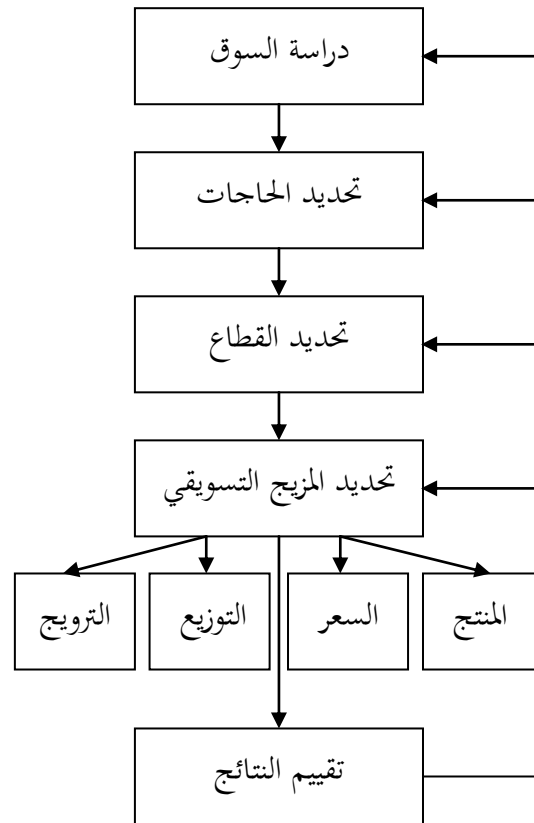 دراسة السوق
تحديد الحاجات
تحديد القطاع
تحديد المزيج التسويقي
المنتج
السعر
التوزيع
الترويج
تقييم النتائج